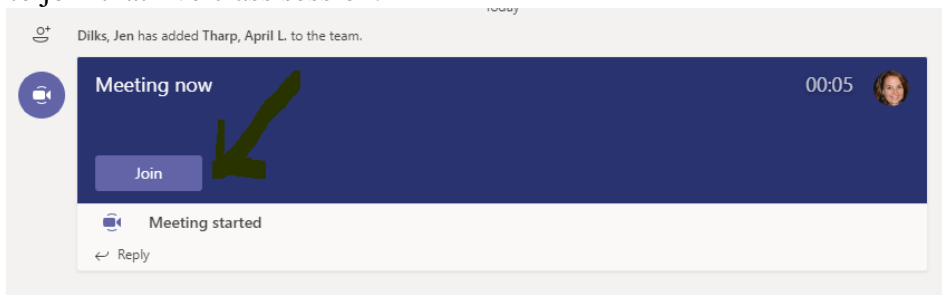 Today
Dilks, Jen has added Tharp, April L. to the team.
Meeting now 00:05
Join
Meeting started
Reply